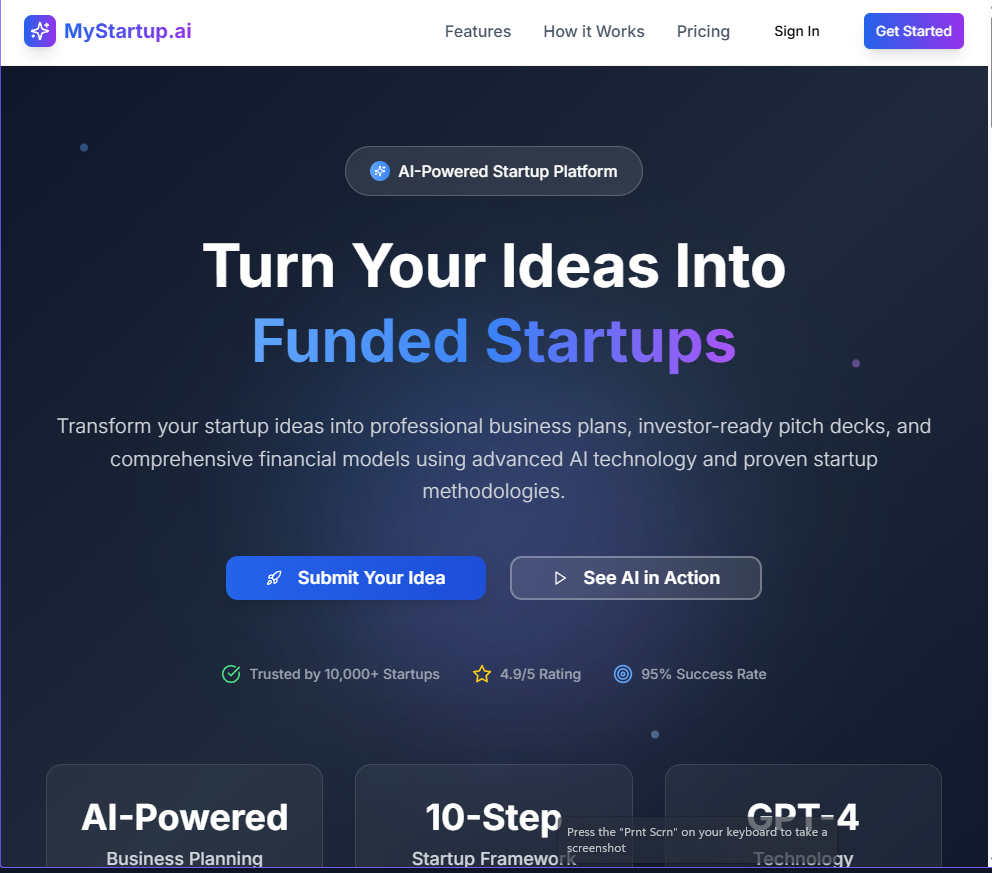 MyStartup.ai Features How it Works Pricing Sign In Get Started
AI-Powered Startup Platform
Turn Your Ideas Into
Funded Startups
Transform your startup ideas into professional business plans, investor-ready pitch decks, and
comprehensive financial models using advanced AI technology and proven startup
methodologies.
Submit Your Idea See AI in Action
Trusted by 10,000+ Startups 4.9/5 Rating 95% Success Rate
AI-Powered 10-Step GPT-4
Business Planning Startup Framework Technology
Press the "Prnt Scrn" on your keyboard to take a
screenshot